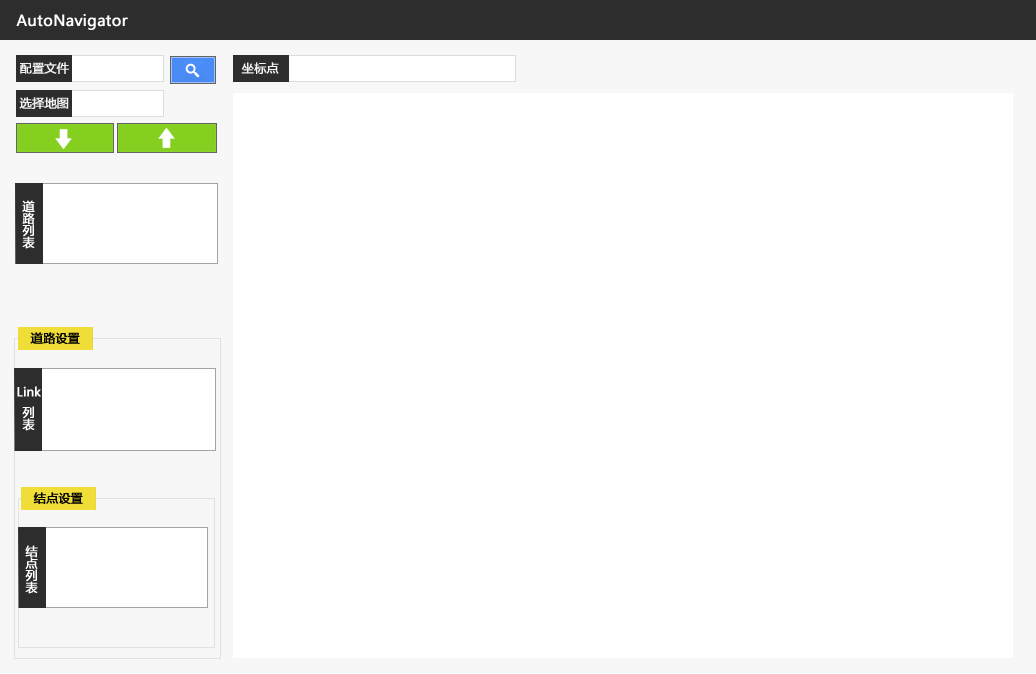 AutoNavigator
配置文件
坐标点
选择地图
道路列表
道路设置
Link
列表
结点设置
结点列表